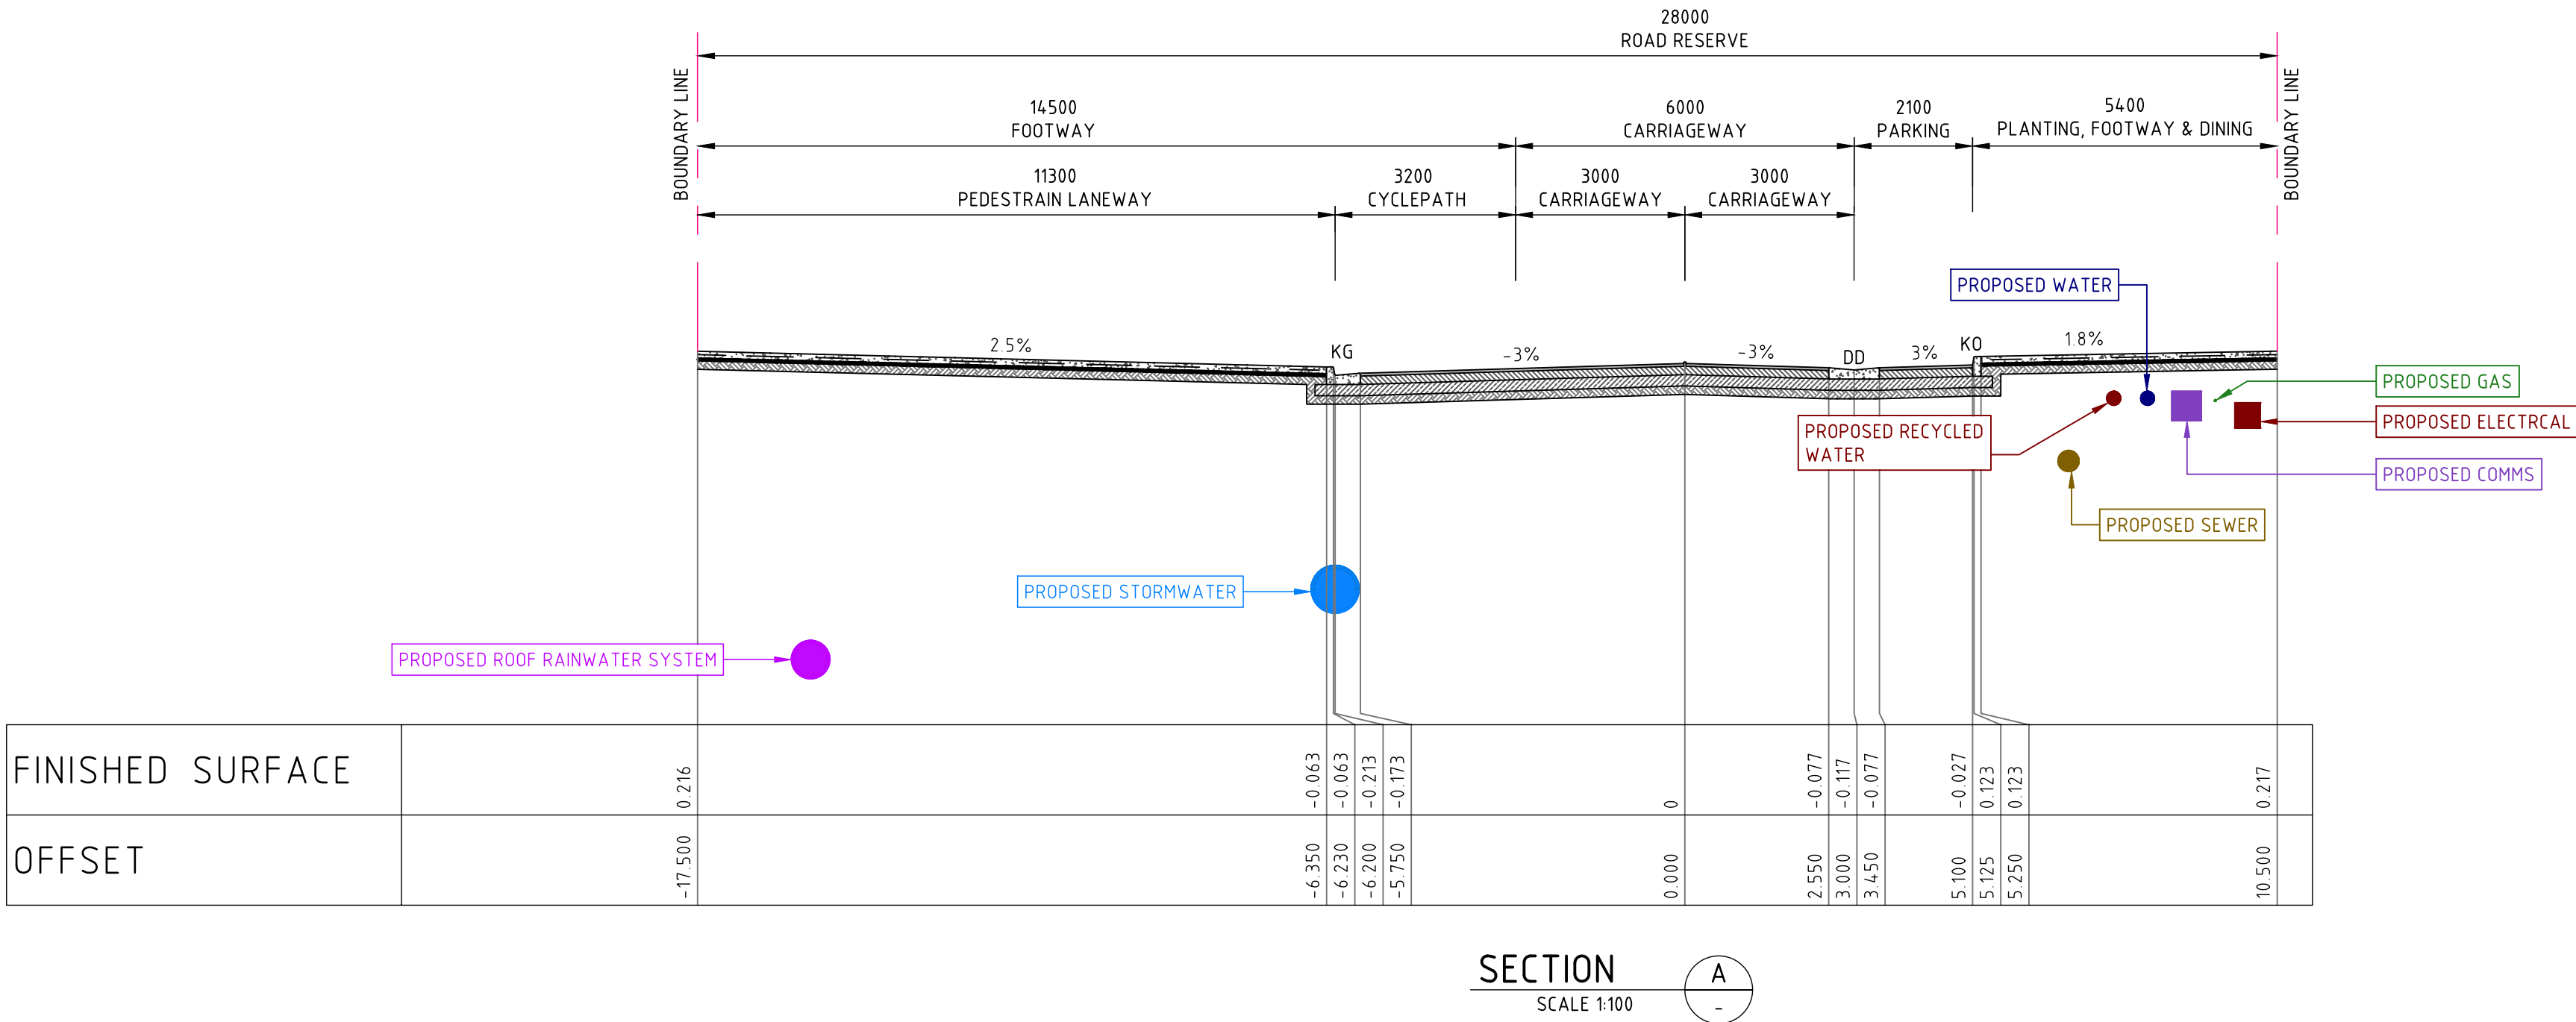 28000
ROAD RESERVE
BOUNDARY LINE
BOUNDARY LINE
14500
FOOTWAY
6000
CARRIAGEWAY
2100
PARKING
5400
PLANTING, FOOTWAY & DINING
11300
PEDESTRAIN LANEWAY
3200
CYCLEPATH
3000
CARRIAGEWAY
3000
CARRIAGEWAY
PROPOSED WATER
2.5%
KG
-3%
-3%
DD
3%
KO
1.8%
PROPOSED GAS
PROPOSED ELECTRCAL
PROPOSED RECYCLED
WATER
PROPOSED COMMS
PROPOSED SEWER
PROPOSED STORMWATER
PROPOSED ROOF RAINWATER SYSTEM
FINISHED SURFACE
0.216
-0.063
-0.063
-0.213
-0.173
0
-0.077
-0.117
-0.077
-0.027
0.123
0.123
0.217
OFFSET
-17.500
-6.350
-6.230
-6.200
-5.750
0.000
2.550
3.000
3.450
5.100
5.125
5.250
10.500
SECTION
A
SCALE 1:100
-